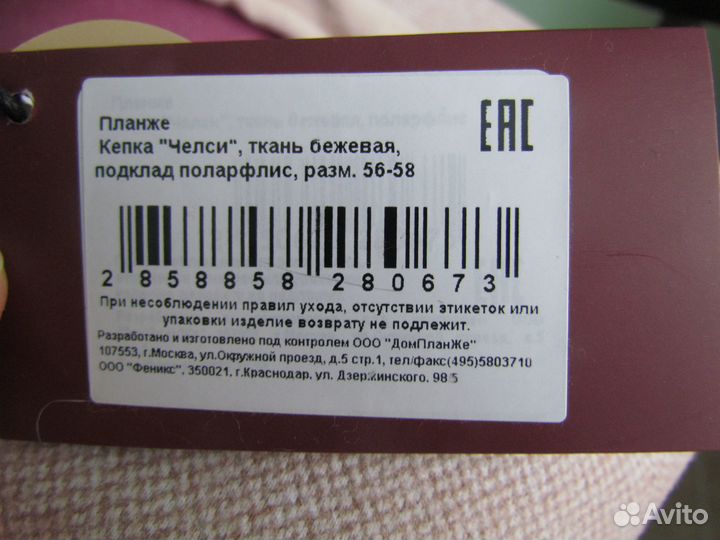 Планже
Кепка "Челси", ткань бежевая,
подклад поларфлис, разм. 56-58
EAC
2 858858 280673
При несоблюдении правил ухода, отсутствии этикеток или
упаковки изделие возврату не подлежит.
Разработано и изготовлено под контролем ООО "ДомПланЖе"
107553, г.Москва, ул.Окружной проезд, д.5 стр.1, тел/факс(495)5803710
ООО "Феникс", 350021, г.Краснодар, ул. Дзержинского, 98
Avito